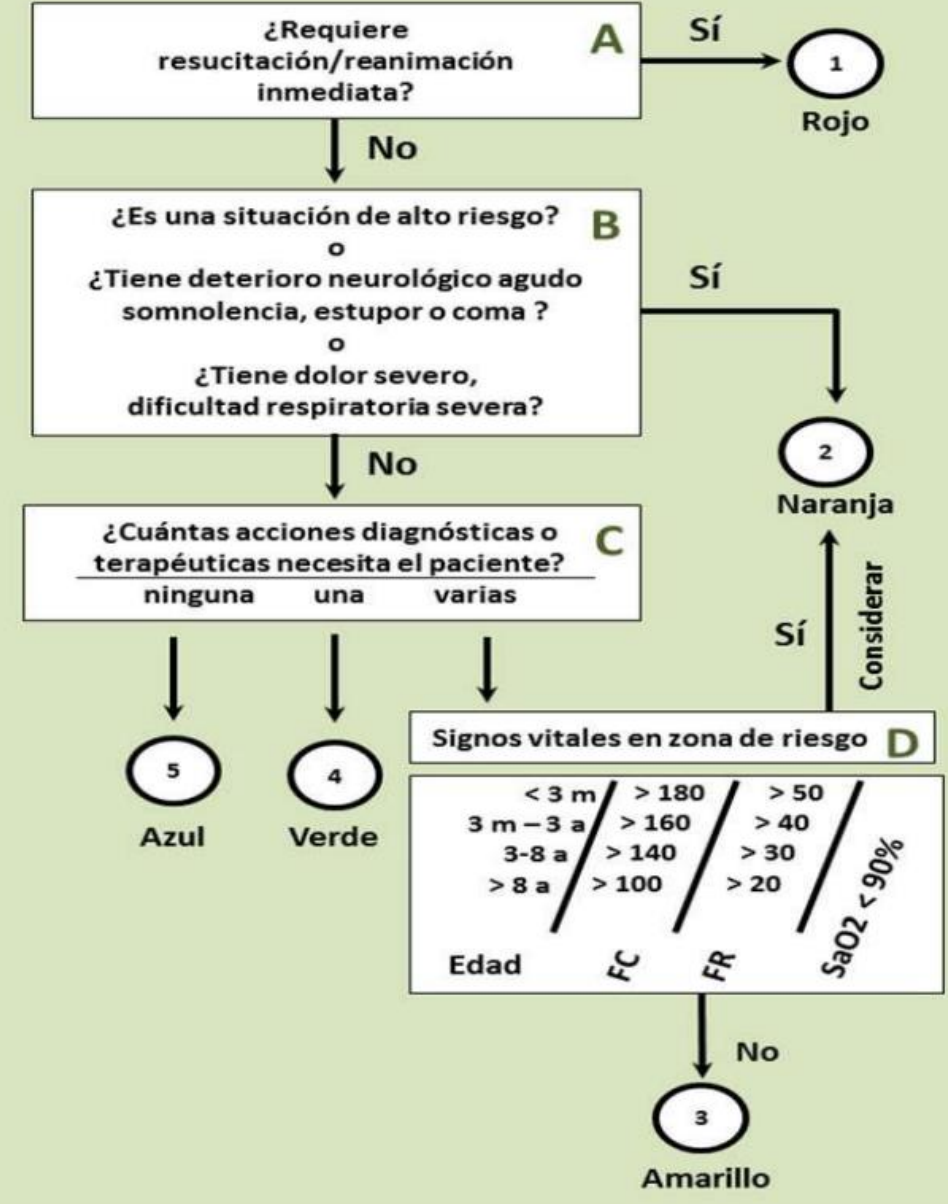 ¿Requiere
resucitación/reanimación
inmediata?
A
Sí
1
Rojo
No
¿Es una situación de alto riesgo?
o
¿Tiene deterioro neurológico agudo
somnolencia, estupor o coma ?
o
¿Tiene dolor severo,
dificultad respiratoria severa?
B
Sí
2
Naranja
No
¿Cuántas acciones diagnósticas o
terapéuticas necesita el paciente?
C
ninguna una varias
Sí
Considerar
5
Azul
4
Verde
Signos vitales en zona de riesgo D
< 3 m > 180 > 50
3 m – 3 a > 160 > 40
3-8 a > 140 > 30
> 8 a > 100 > 20
Edad FC FR SaO2 < 90%
No
3
Amarillo